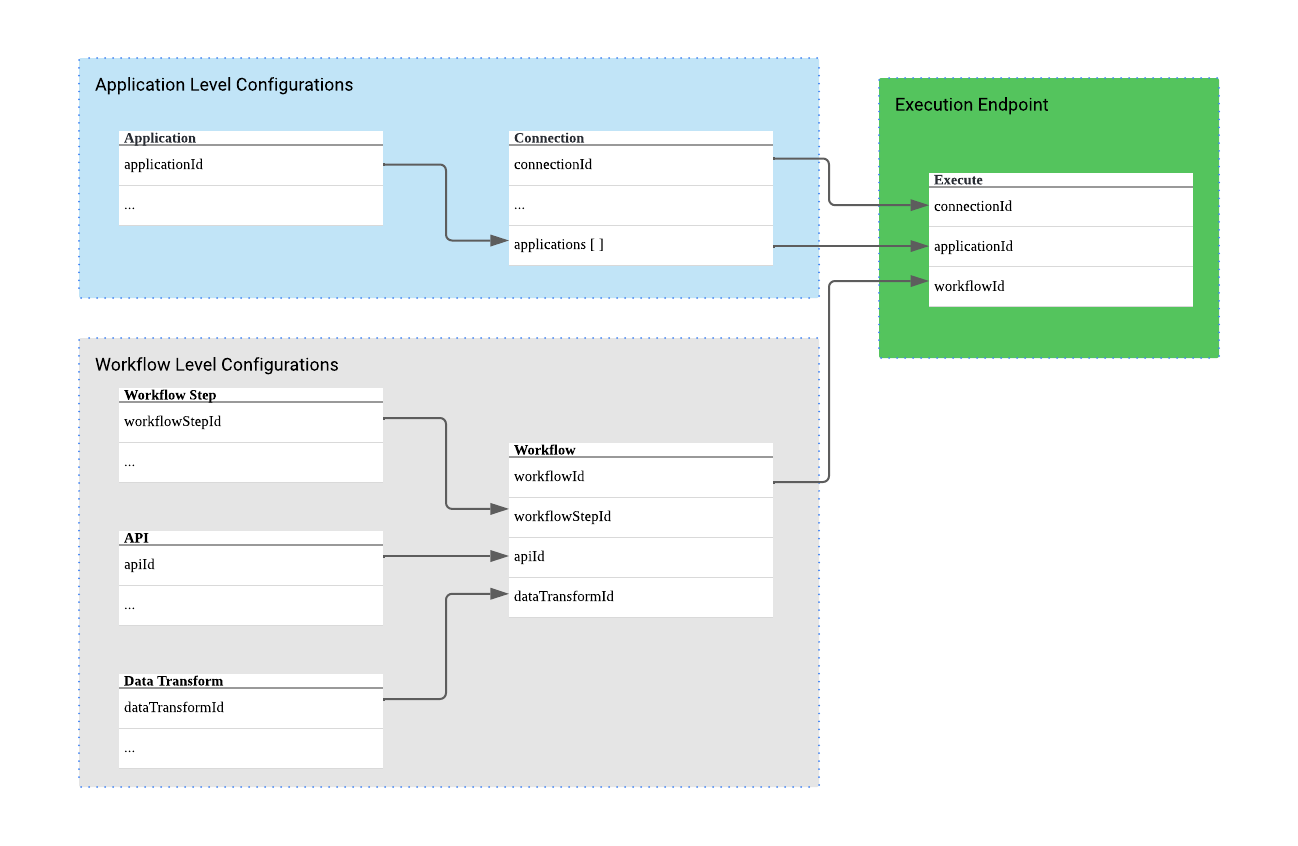 Application Level Configurations
Application
applicationId
...
Connection
connectionId
...
applications [ ]
Execution Endpoint
Execute
connectionId
applicationId
workflowId
Workflow Level Configurations
Workflow Step
workflowStepId
...
API
apiId
...
Data Transform
dataTransformId
...
Workflow
workflowId
workflowStepId
apiId
dataTransformId